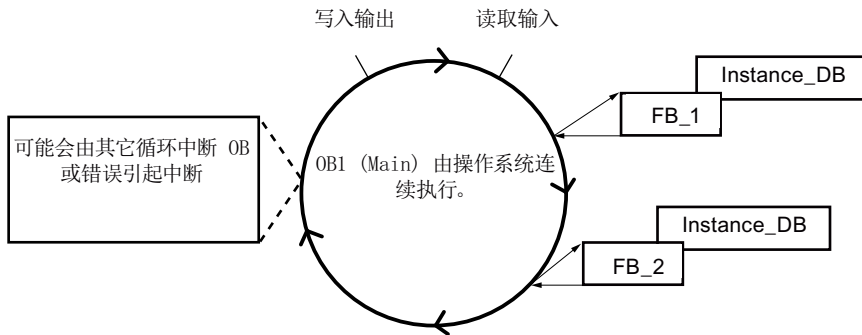 写入输出
读取输入
Instance_DB
FB_1
可能会由其它循环中断 OB
或错误引起中断
OB1 (Main) 由操作系统连
续执行。
Instance_DB
FB_2